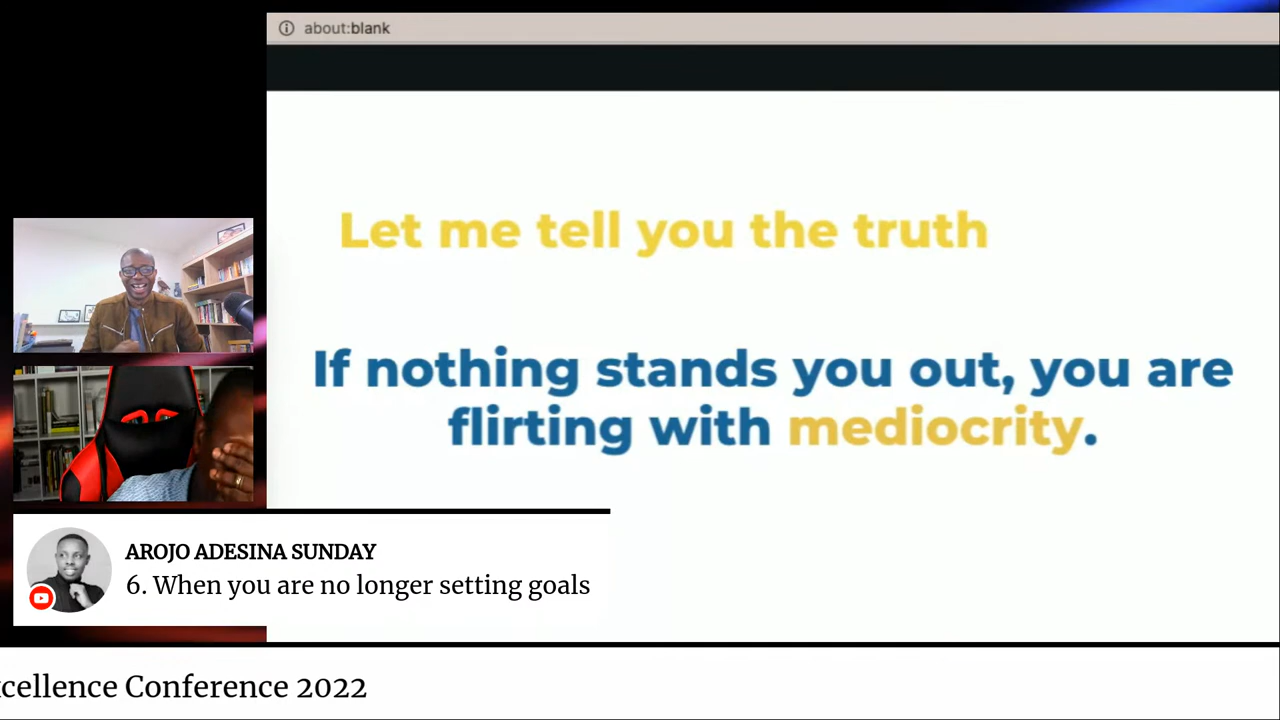 about:blank
Let me tell you the truth
If nothing stands you out, you are
flirting with mediocrity.
AROJO ADESINA SUNDAY
6. When you are no longer setting goals
xcellence Conference 2022